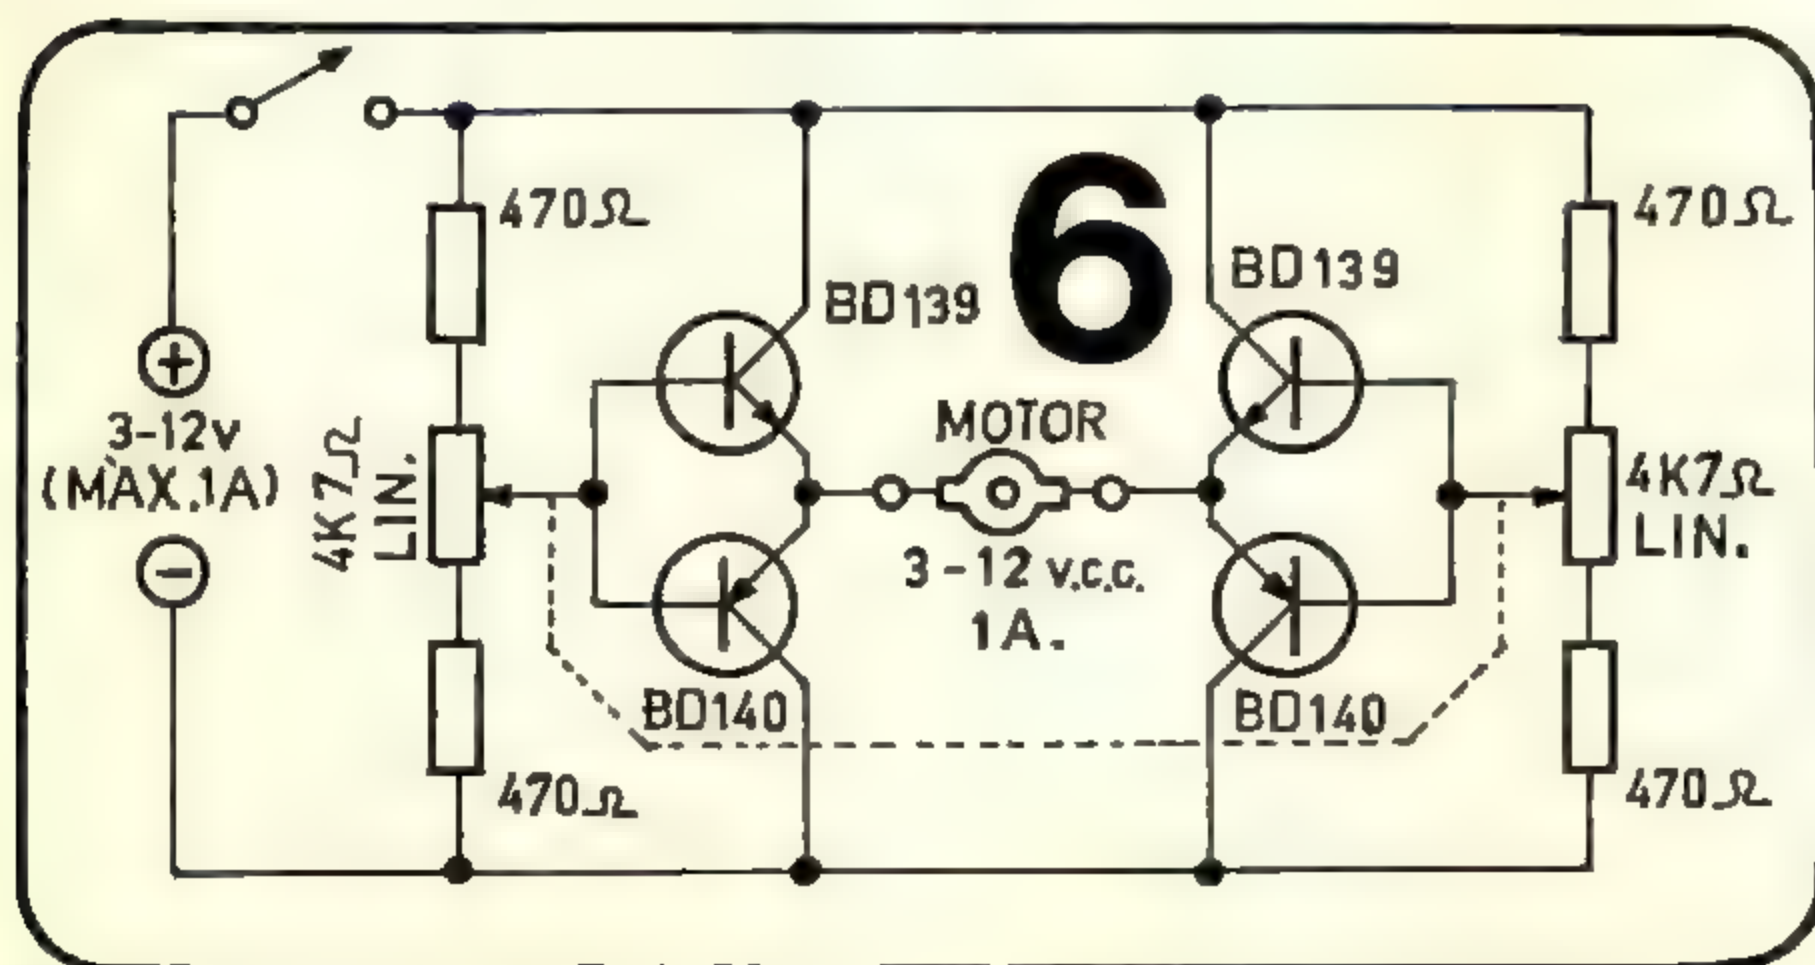 470Ω
470Ω
6
BD139
BD139
+
3-12v
(MAX.1A)
4K7Ω
LIN.
MOTOR
4K7Ω
LIN.
-
3-12 v.c.c.
1A.
BD140
BD140
470Ω
470Ω